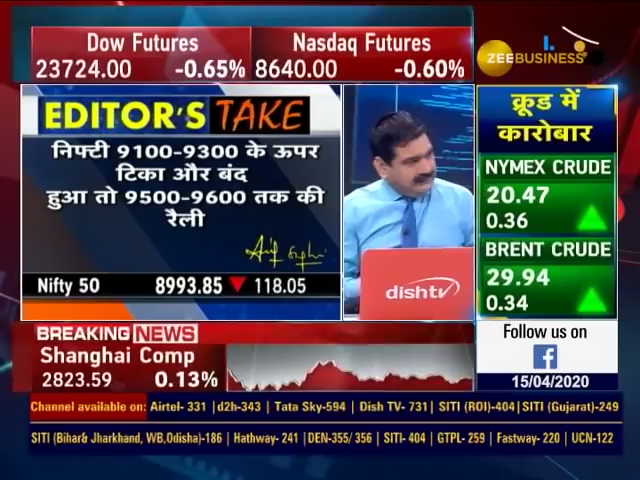 Dow Futures
23724.00 -0.65%
Nasdaq Futures
8640.00 -0.60%
ZEEBUSINESS
EDITOR'S TAKE
निफ्टी 9100-9300 के ऊपर
टिका और बंद
हुआ तो 9500-9600 तक की
रैली
Nifty 50 8993.85 118.05
dishtv
क्रूड में
कारोबार
NYMEX CRUDE
20.47
0.36
BRENT CRUDE
29.94
0.34
BREAKING NEWS
Shanghai Comp
2823.59 0.13%
Follow us on
15/04/2020
Channel available on: Airtel- 331 | d2h-343 | Tata Sky-594 | Dish TV- 731 | SITI (ROI)-404 | SITI (Gujarat)-249
SITI (Bihar& Jharkhand, WB,Odisha)-186 | Hathway- 241 | DEN-355/ 356 | SITI- 404 | GTPL- 259 | Fastway- 220 | UCN-122